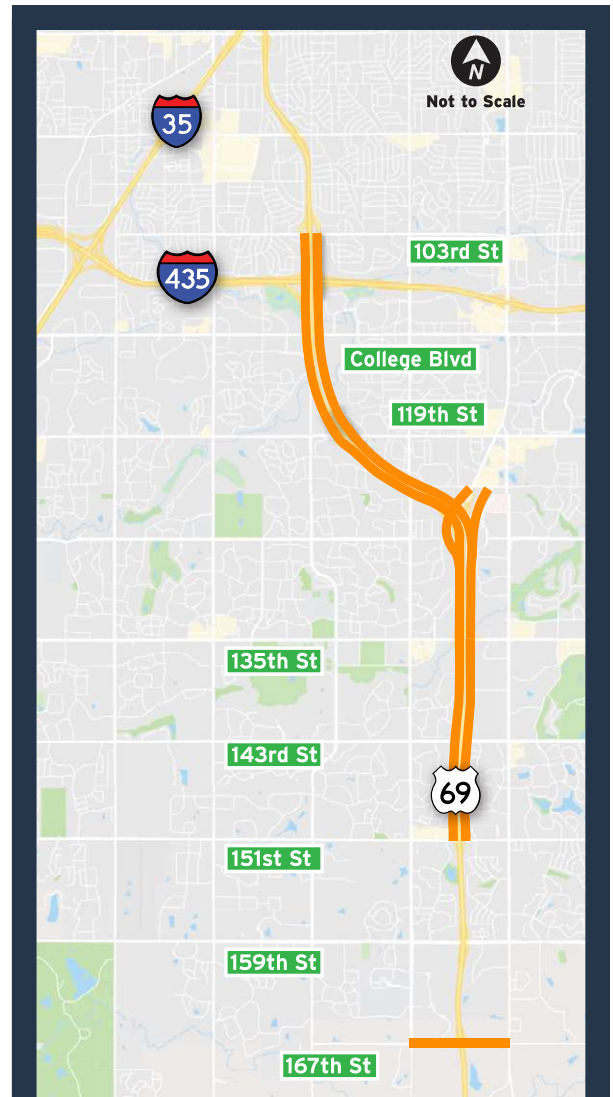 N
Not to Scale
35
103rd St
435
College Blvd
119th St
135th St
143rd St
69
151st St
159th St
167th St